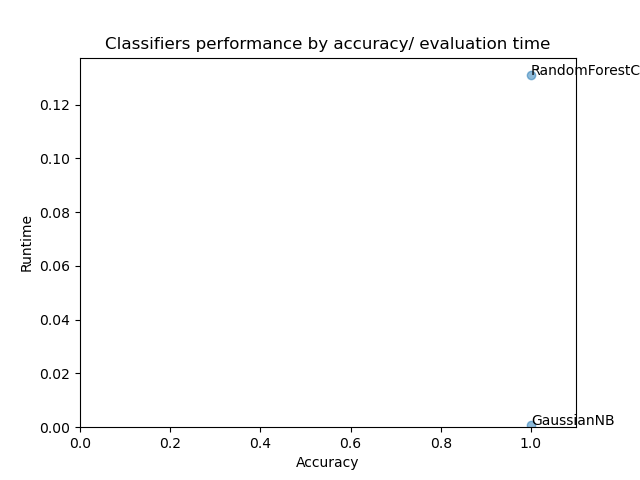 Classifiers performance by accuracy/ evaluation time
RandomForestC
0.12
0.10
0.08
Runtime
0.06
0.04
0.02
GaussianNB
0.00
0.0 0.2 0.4 0.6 0.8 1.0
Accuracy